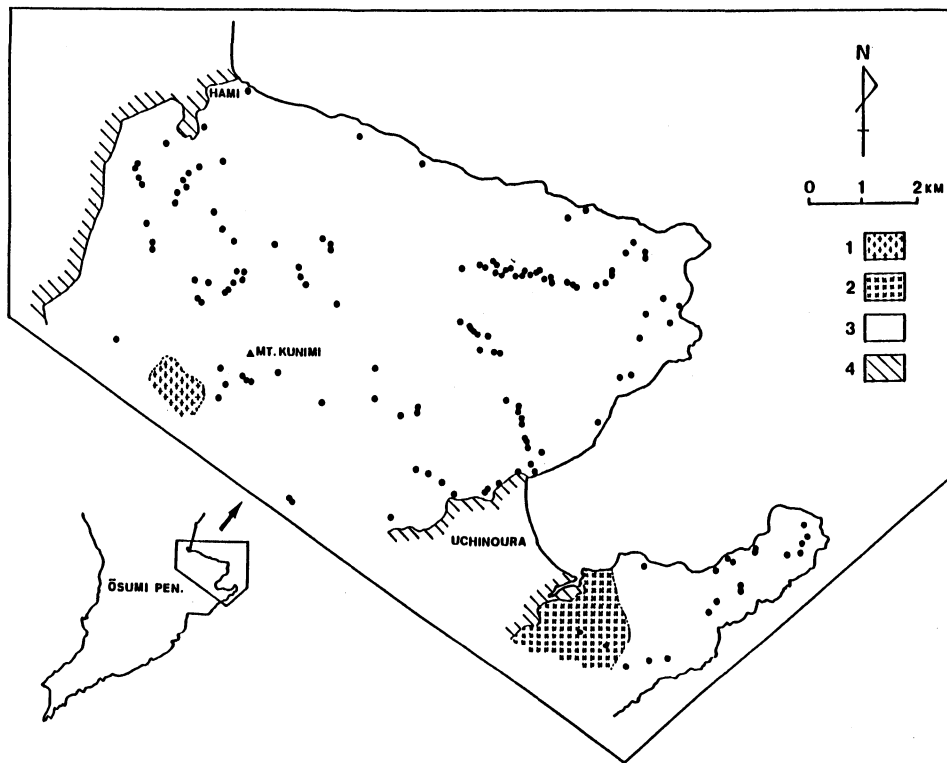 HAMI
N
0 1 2 KM
1
2
3
4
MT. KUNIMI
UCHINOURA
ŌSUMI PEN.